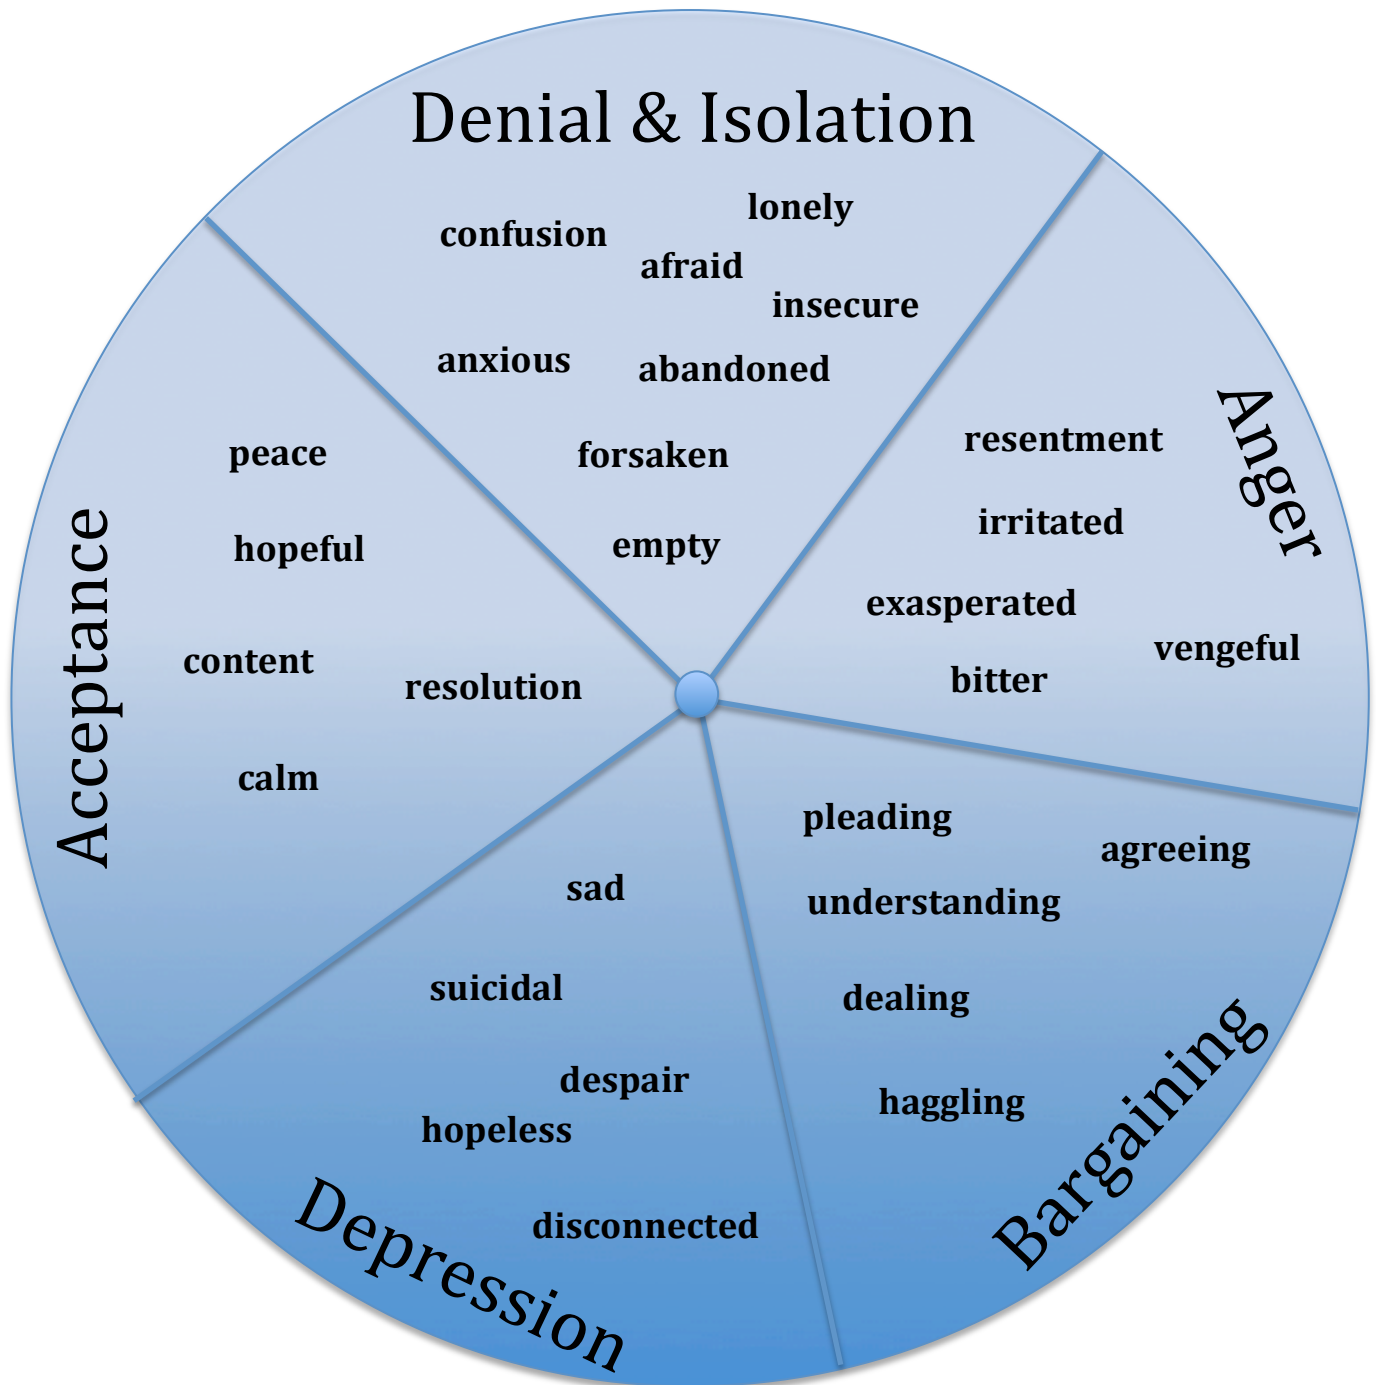 Denial & Isolation
lonely
confusion
afraid
insecure
anxious
abandoned
forsaken
empty
Anger
resentment
irritated
exasperated
vengeful
bitter
Bargaining
pleading
agreeing
understanding
dealing
haggling
Depression
sad
suicidal
despair
hopeless
disconnected
Acceptance
peace
hopeful
content
resolution
calm